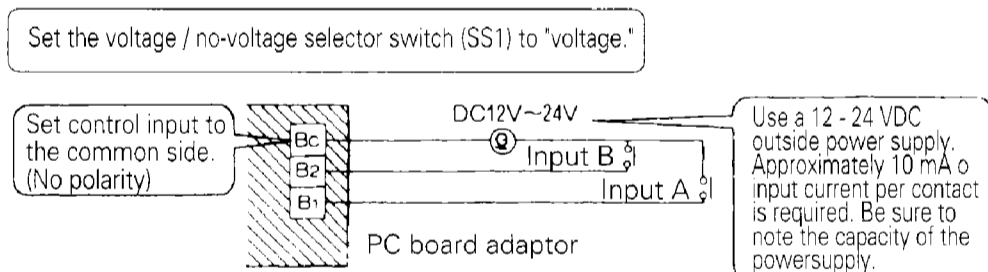 Set the voltage / no-voltage selector switch (SS1) to "voltage."
DC12V~24V
Set control input to
the common side.
(No polarity)
BC
B2
B1
Input B
Input A
PC board adaptor
Use a 12 - 24 VDC
outside power supply.
Approximately 10 mA o
input current per contact
is required. Be sure to
note the capacity of the
powersupply.